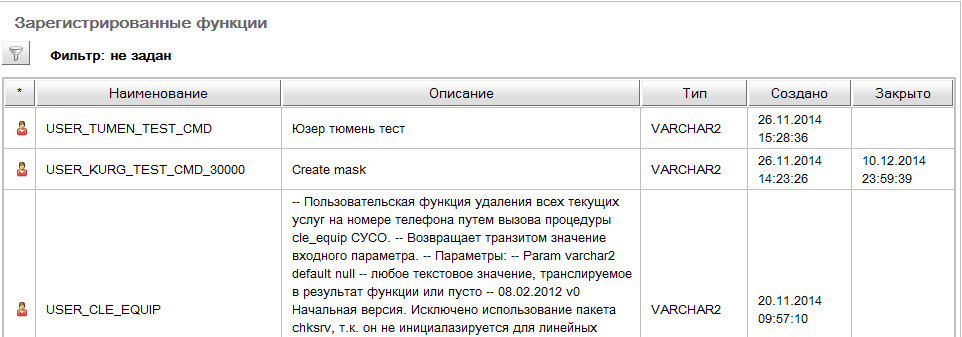 Зарегистрированные функции
Фильтр: не задан
* Наименование Описание Тип Создано Закрыто
USER_TUMEN_TEST_CMD Юзер тюмень тест VARCHAR2 26.11.2014
15:28:36
USER_KURG_TEST_CMD_30000 Create mask VARCHAR2 26.11.2014 10.12.2014
14:23:26 23:59:39
-- Пользовательская функция удаления всех текущих
услуг на номере телефона путем вызова процедуры
cle_equip СУСО. -- Возвращает транзитом значение
входного параметра. -- Параметры: -- Param varchar2
default null -- любое текстовое значение, транслируемое
в результат функции или пусто -- 08.02.2012 v0
USER_CLE_EQUIP Начальная версия. Исключено использование пакета VARCHAR2 20.11.2014
09:57:10
chksrv, т.к. он не инициалазируется для линейных